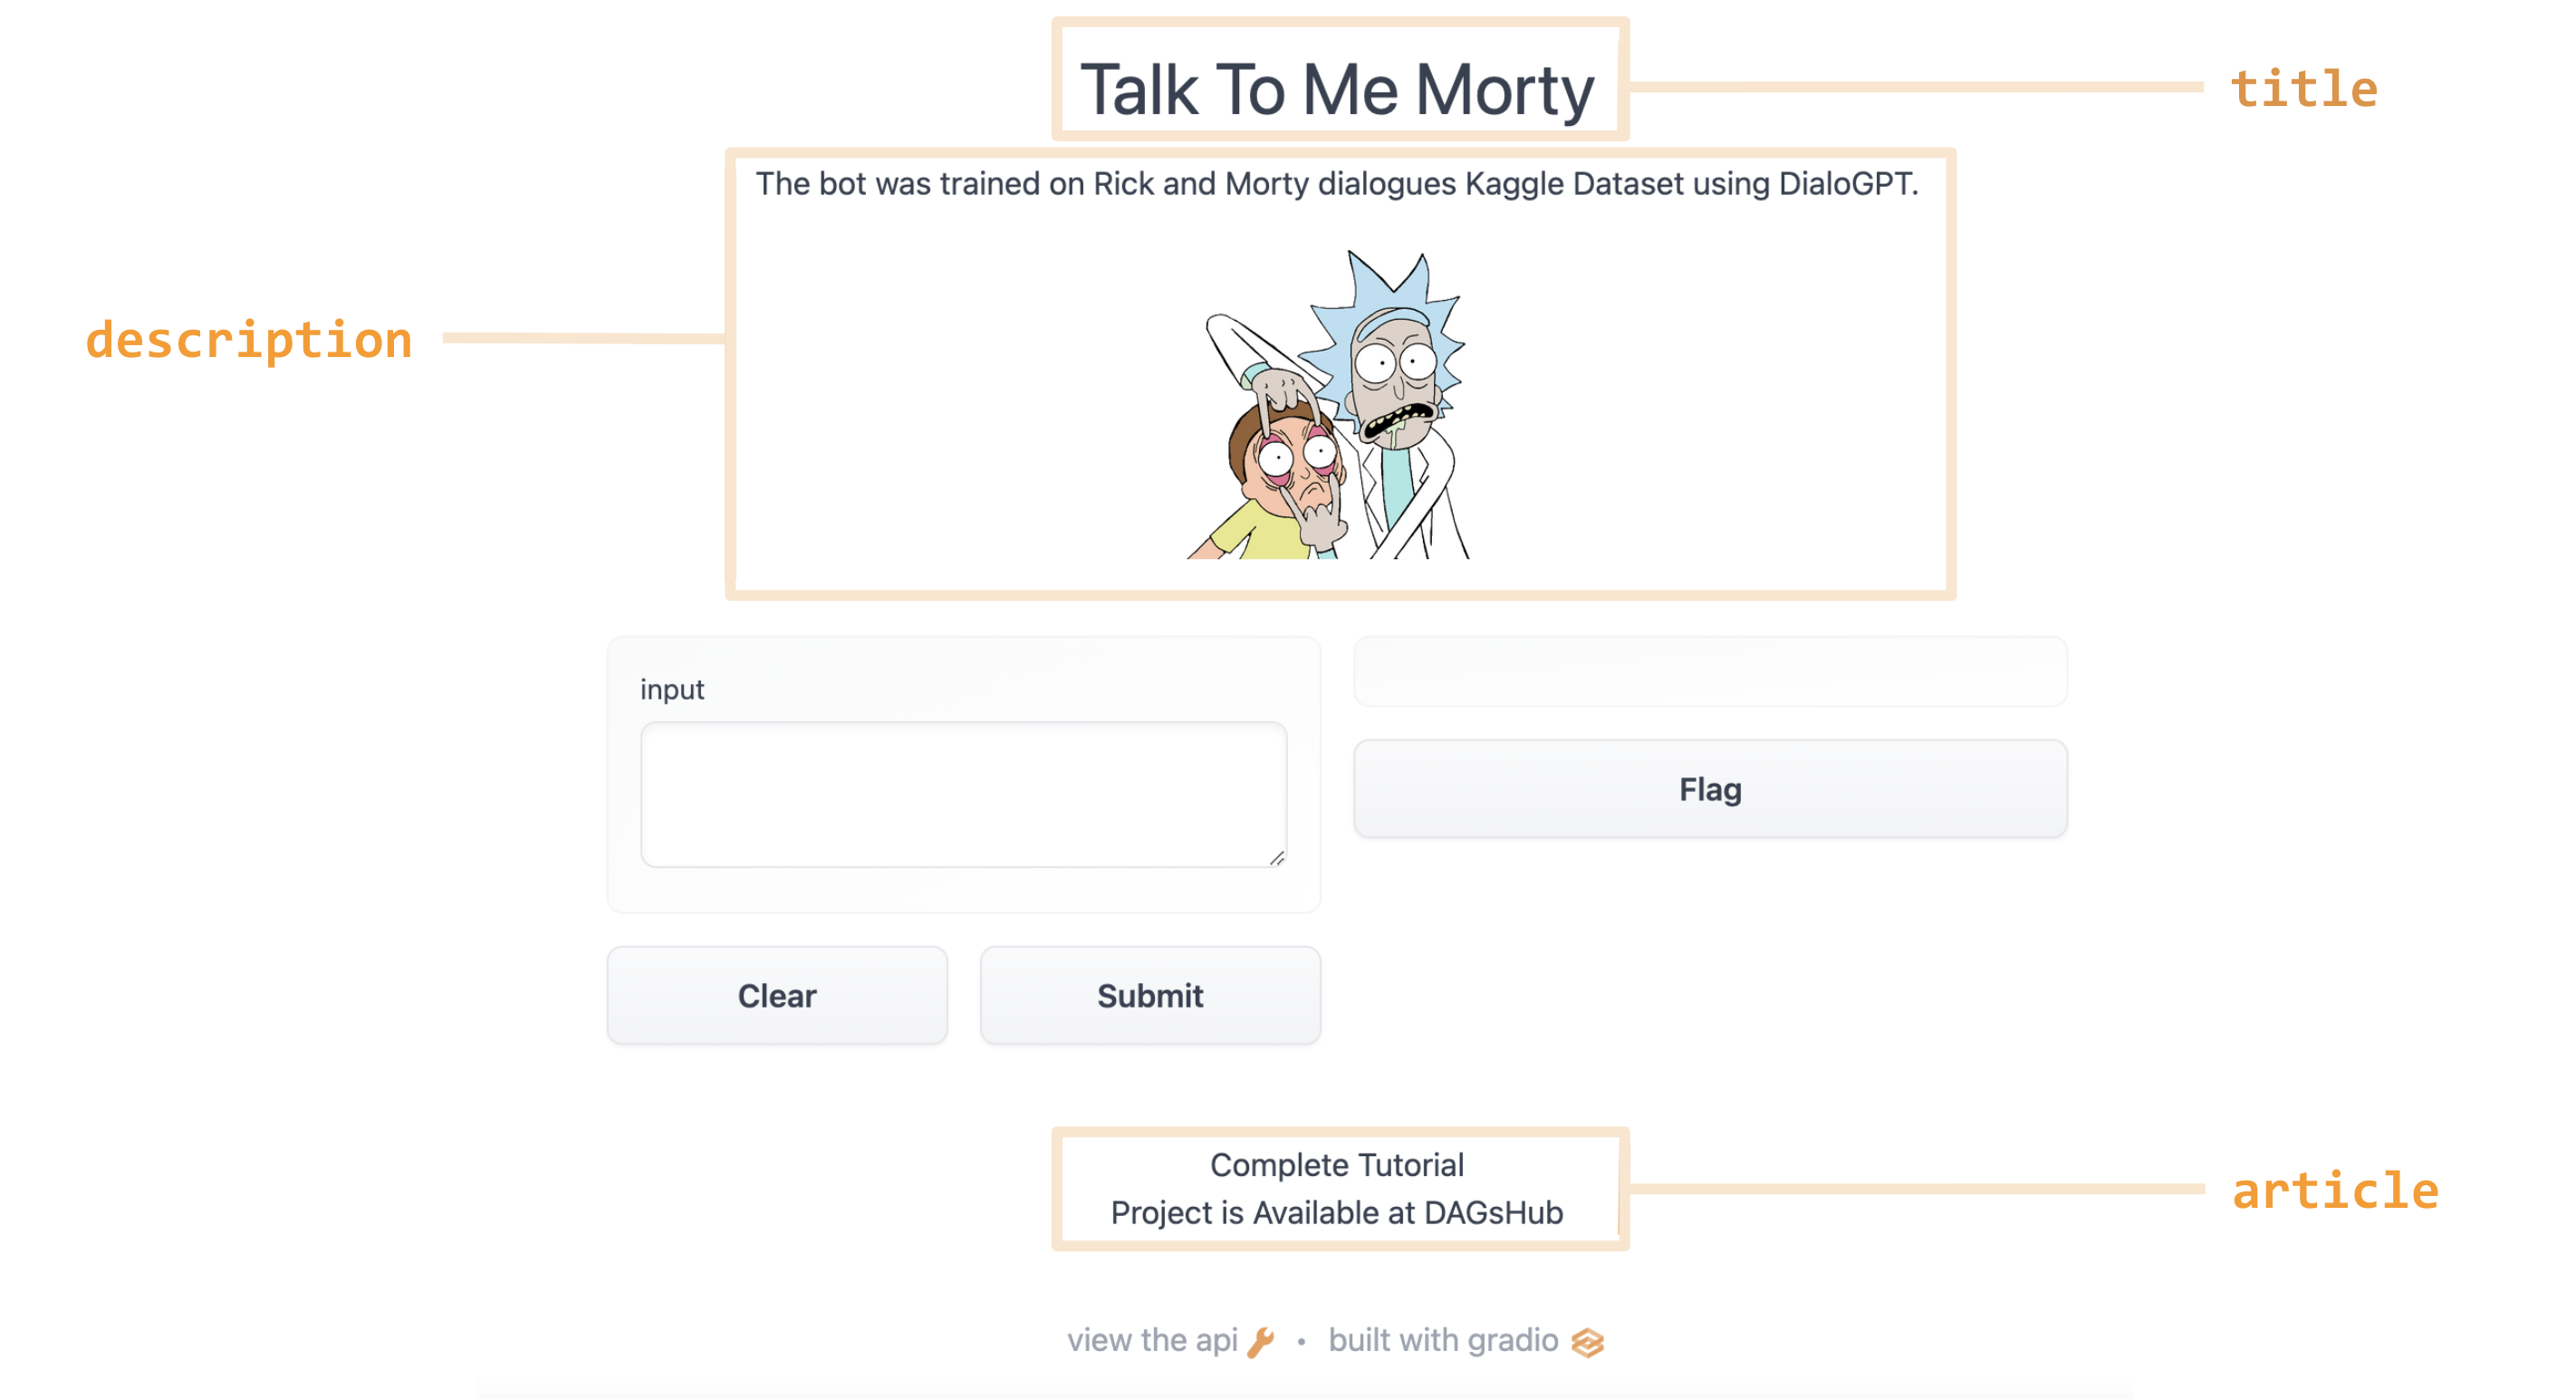 Talk To Me Morty
title
The bot was trained on Rick and Morty dialogues Kaggle Dataset using DialoGPT.
description
input
Flag
Clear
Submit
Complete Tutorial
Project is Available at DAGsHub
article
view the api • built with gradio